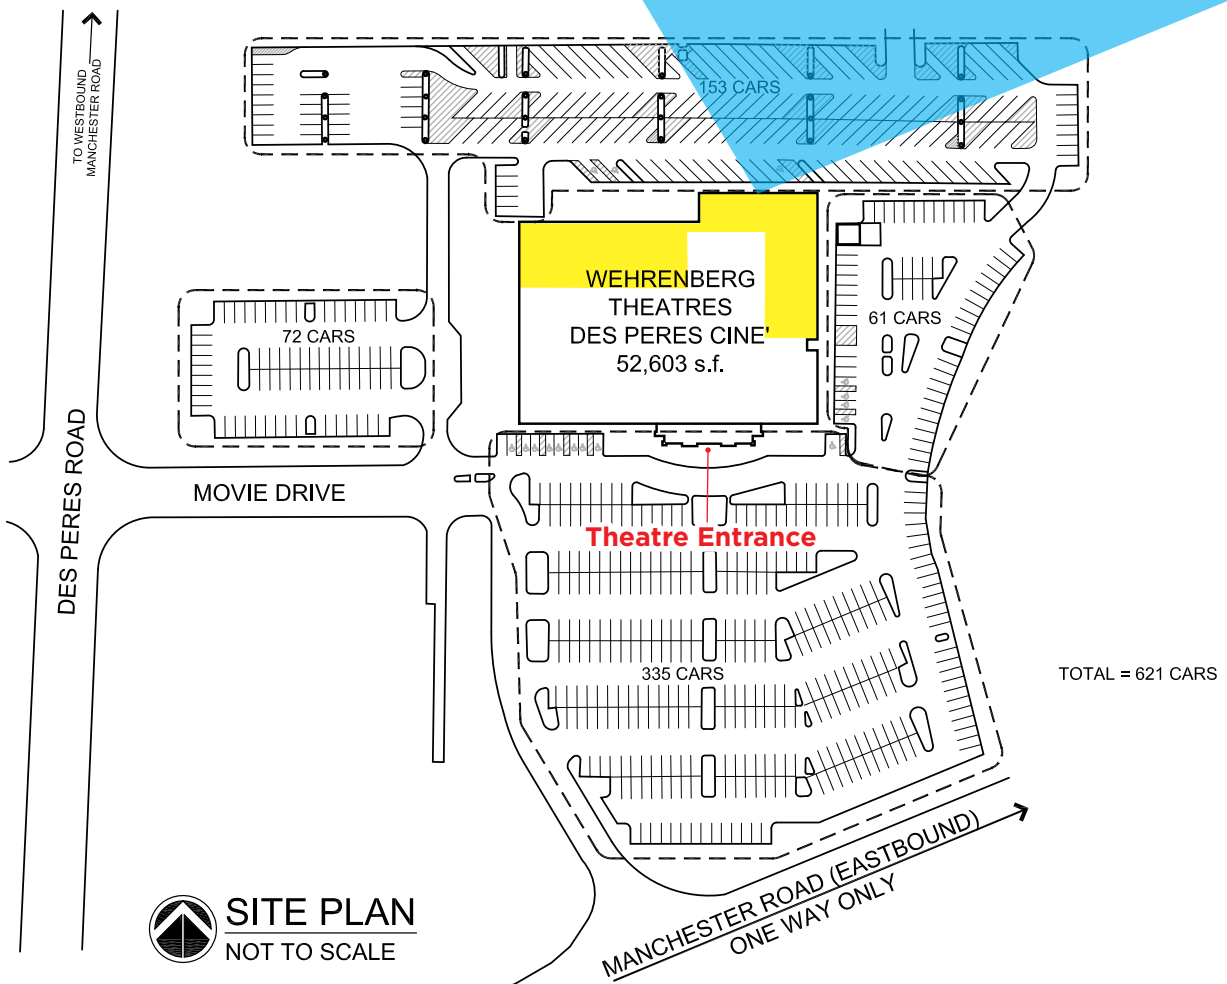 TO WESTBOUND
MANCHESTER ROAD
153 CARS
WEHRENBERG
THEATRES
DES PERES CINE'
52,603 s.f.
61 CARS
72 CARS
DES PERES ROAD
MOVIE DRIVE
Theatre Entrance
335 CARS
TOTAL = 621 CARS
MANCHESTER ROAD (EASTBOUND)
ONE WAY ONLY
SITE PLAN
NOT TO SCALE